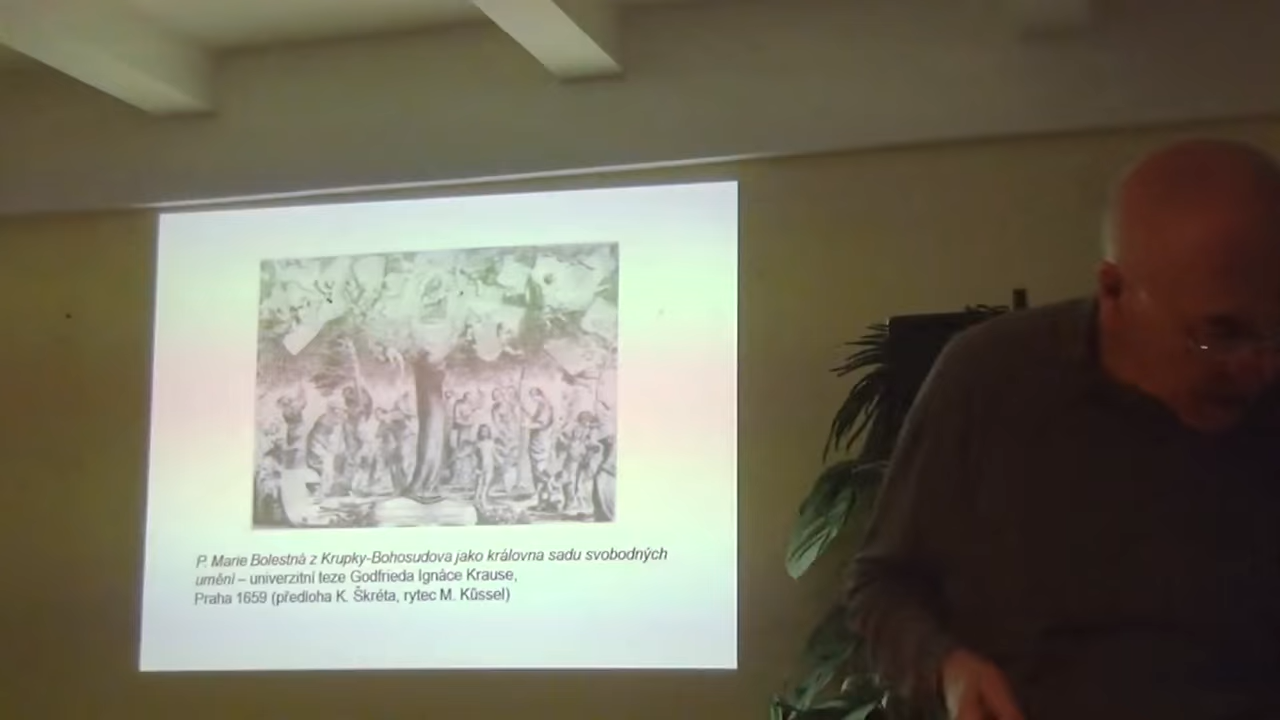 P. Marie Bolestná z Krupky-Bohosudova jako královna sadu svobodných
umění – univerzitní teze Godfrieda Ignáce Krause,
Praha 1659 (předloha K. Škréta, rytec M. Küssel)